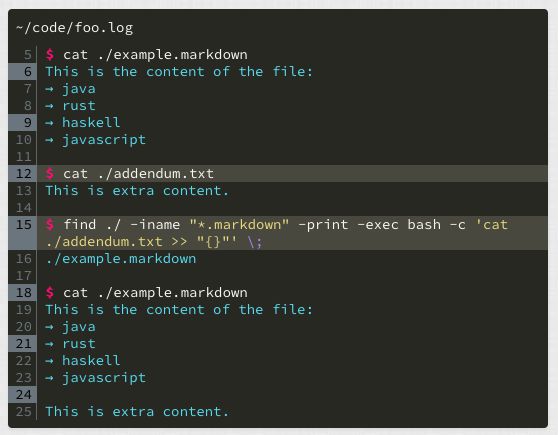 ~/code/foo.log
5 $ cat ./example.markdown
6 This is the content of the file:
7 → java
8 → rust
9 → haskell
10 → javascript
11
12 $ cat ./addendum.txt
13 This is extra content.
14
15 $ find ./ -iname "*.markdown" -print -exec bash -c 'cat
./addendum.txt >> "{}"' \;
16 ./example.markdown
17
18 $ cat ./example.markdown
19 This is the content of the file:
20 → java
21 → rust
22 → haskell
23 → javascript
24
25 This is extra content.